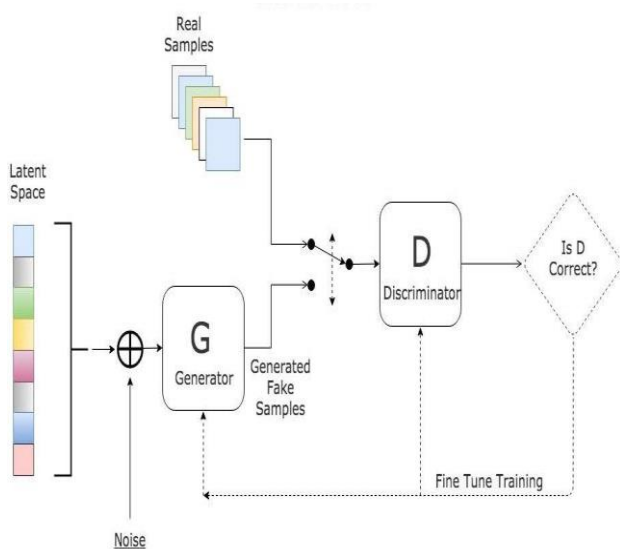 Real
Samples
Latent
Space
D
Discriminator
Is D
Correct?
G
Generator
Generated
Fake
Samples
Fine Tune Training
Noise